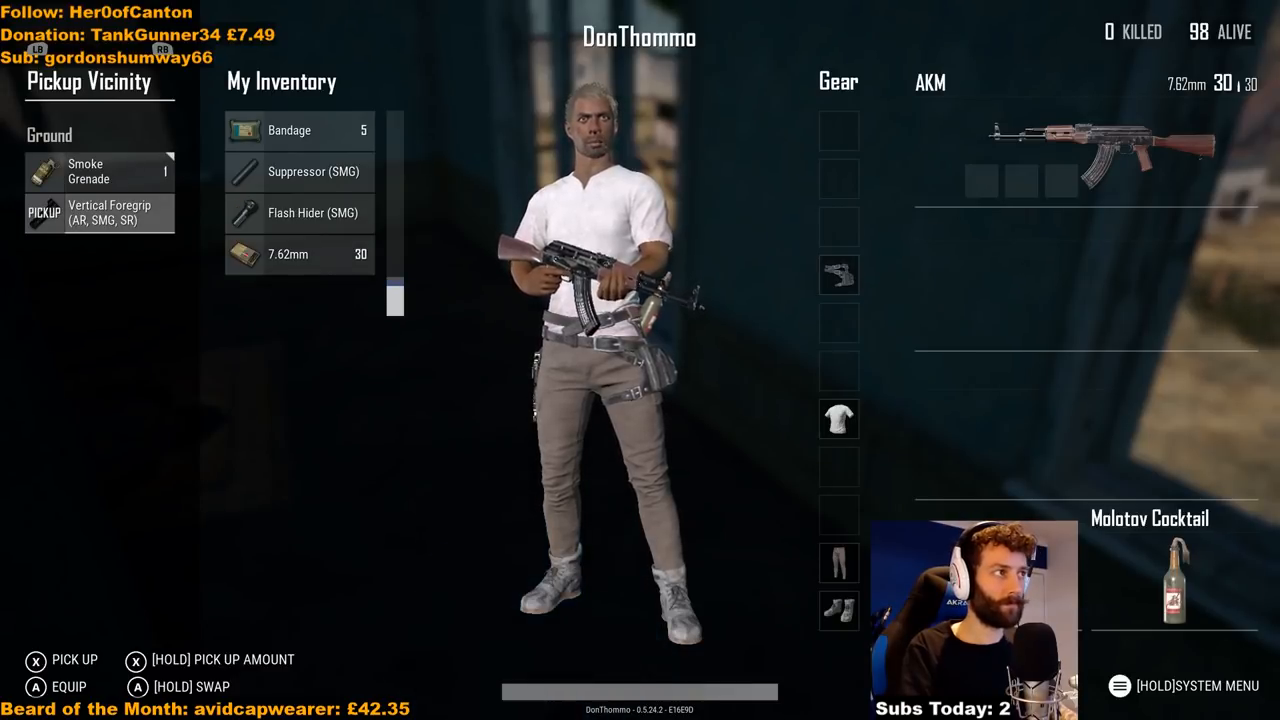 Follow: Her0ofCanton
Donation: TankGunner34 £7.49
LB
RB
Sub: gordonshumway66
DonThommo
0 KILLED 98 ALIVE
Pickup Vicinity
My Inventory
Gear
AKM
7.62mm 30 30
Ground
Smoke
Grenade
1
PICKUP
Vertical Foregrip
(AR, SMG, SR)
Bandage 5
Suppressor (SMG)
Flash Hider (SMG)
7.62mm 30
Molotov Cocktail
X PICK UP
X [HOLD] PICK UP AMOUNT
A EQUIP
A [HOLD] SWAP
[HOLD]SYSTEM MENU
Beard of the Month: avidcapwearer: £42.35
DonThommo - 0.5.24.2 - E16E9D
Subs Today: 2